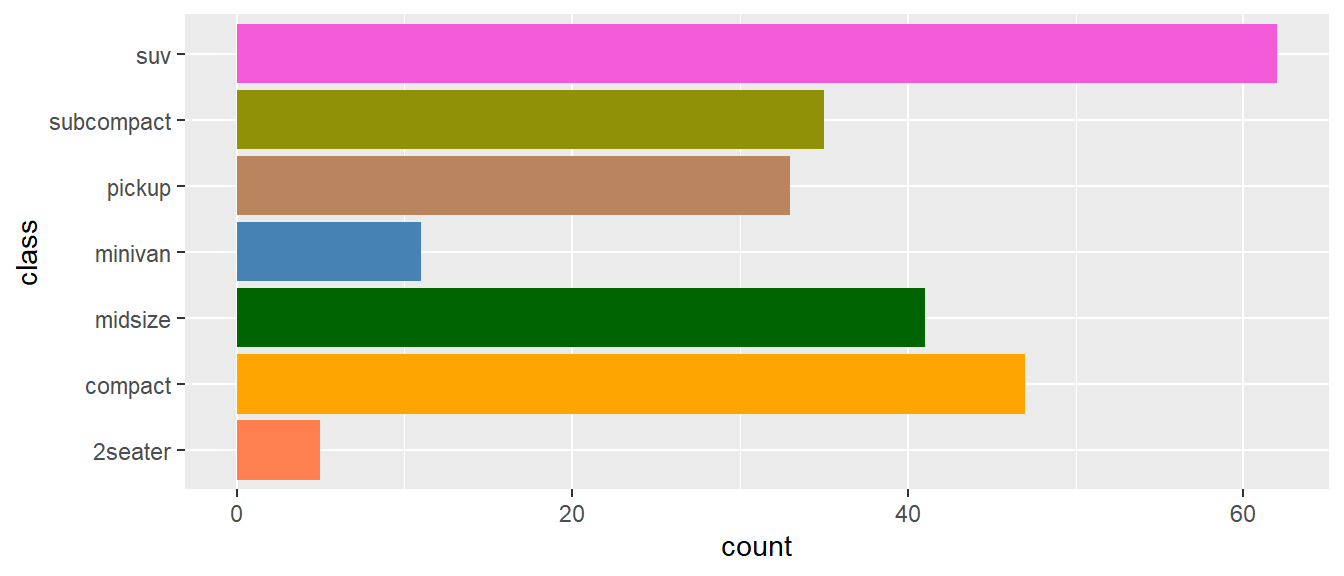 suv
subcompact
pickup
minivan
midsize
compact
2seater
class
0 20 40 60
count